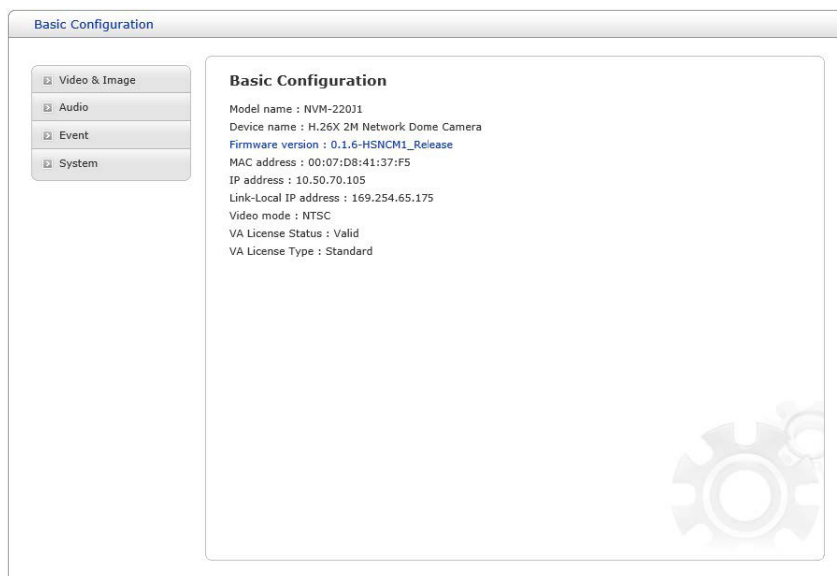 Basic Configuration
Video & Image
Audio
Event
System
Basic Configuration
Model name : NVM-220J1
Device name : H.26X 2M Network Dome Camera
Firmware version : 0.1.6-HSNCM1_Release
MAC address : 00:07:D8:41:37:F5
IP address : 10.50.70.105
Link-Local IP address : 169.254.65.175
Video mode : NTSC
VA License Status : Valid
VA License Type : Standard